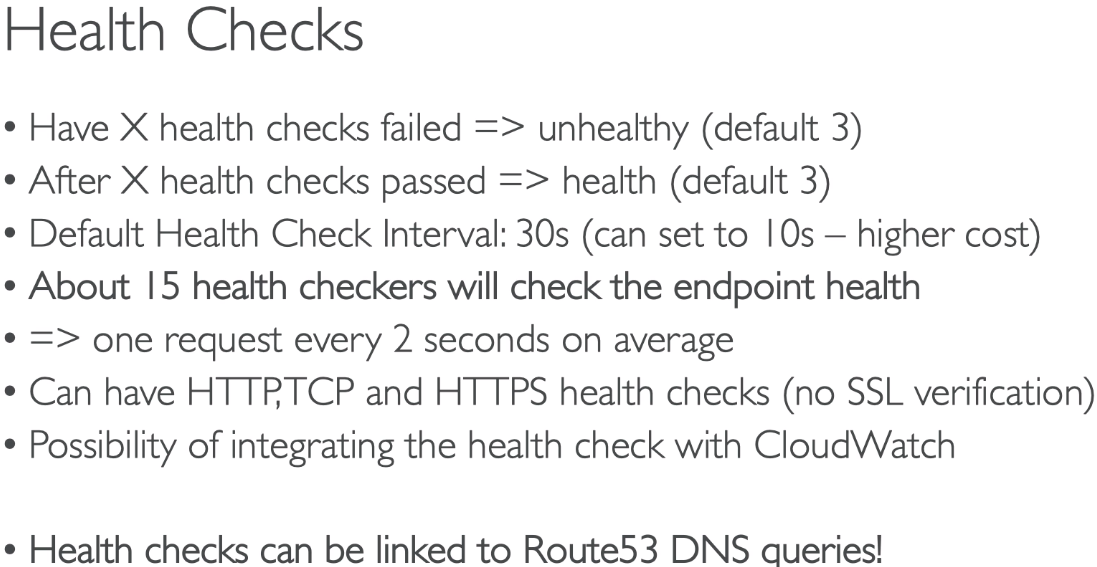 Health Checks
• Have X health checks failed => unhealthy (default 3)
• After X health checks passed => health (default 3)
• Default Health Check Interval: 30s (can set to 10s – higher cost)
• About 15 health checkers will check the endpoint health
• => one request every 2 seconds on average
• Can have HTTP, TCP and HTTPS health checks (no SSL verification)
• Possibility of integrating the health check with CloudWatch
• Health checks can be linked to Route53 DNS queries!